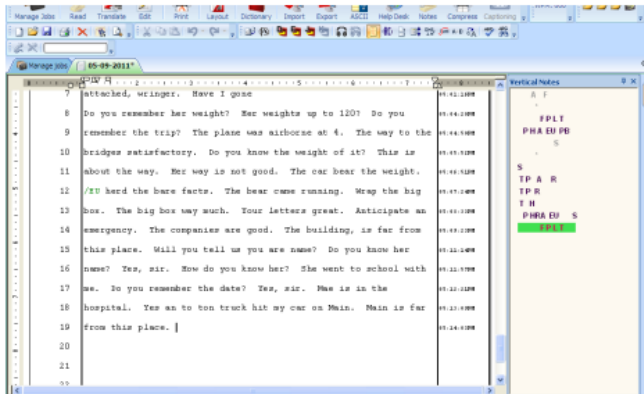 Manage Jobs Read Translate Edit Print Layout Dictionary Import Export ASCII Help Desk Notes Compress Captioning
Manage Jobs 05-09-2011*
7 attached, wringer. Have I gone
8 Do you remember her weight? Her weights up to 120? Do you
9 remember the trip? The plane was airborne at 4. The way to the
10 bridges satisfactory. Do you know the weight of it? This is
11 about the way. Her way is not good. The car bear the weight.
12 /EU herd the bare facts. The bear came running. Wrap the big
13 box. The big box way much. Your letters great. Anticipate an
14 emergency. The companies are good. The building, is far from
15 this place. Will you tell us you are name? Do you know her
16 name? Yes, sir. How do you know her? She went to school with
17 me. Do you remember the date? Yes, sir. Mae is in the
18 hospital. Yes an to ton truck hit my car on Main. Main is far
19 from this place.
20
21
22
Vertical Notes
A F
FPLT
PHA EU PB
S
S
TP A R
TP R
T H
PHRA EU S
FPLT